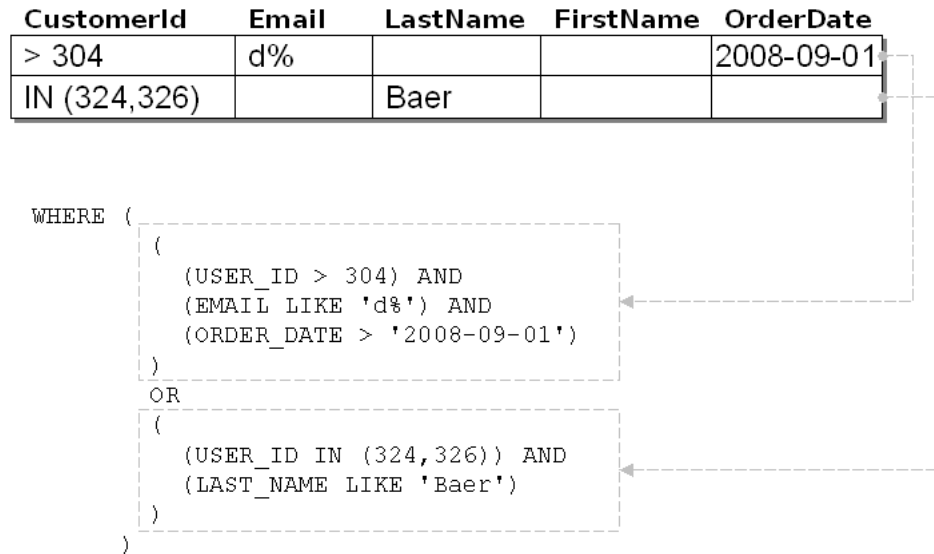 CustomerId Email LastName FirstName OrderDate
> 304 d% 2008-09-01
IN (324,326) Baer
WHERE (
(
(USER_ID > 304) AND
(EMAIL LIKE 'd%') AND
(ORDER_DATE > '2008-09-01')
)
OR
(
(USER_ID IN (324,326)) AND
(LAST_NAME LIKE 'Baer')
)
)